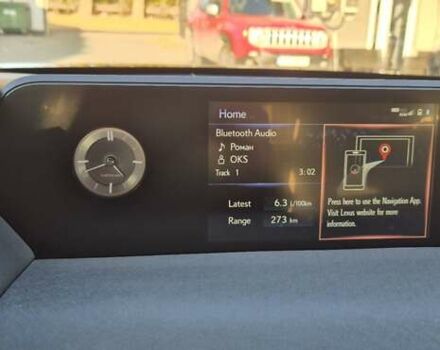 Home
Bluetooth Audio
Роман
OKS
Track 1 3:02
Latest 6.3 l/100km
Range 273 km
Press here to use the Navigation App.
Visit Lexus website for more
information.